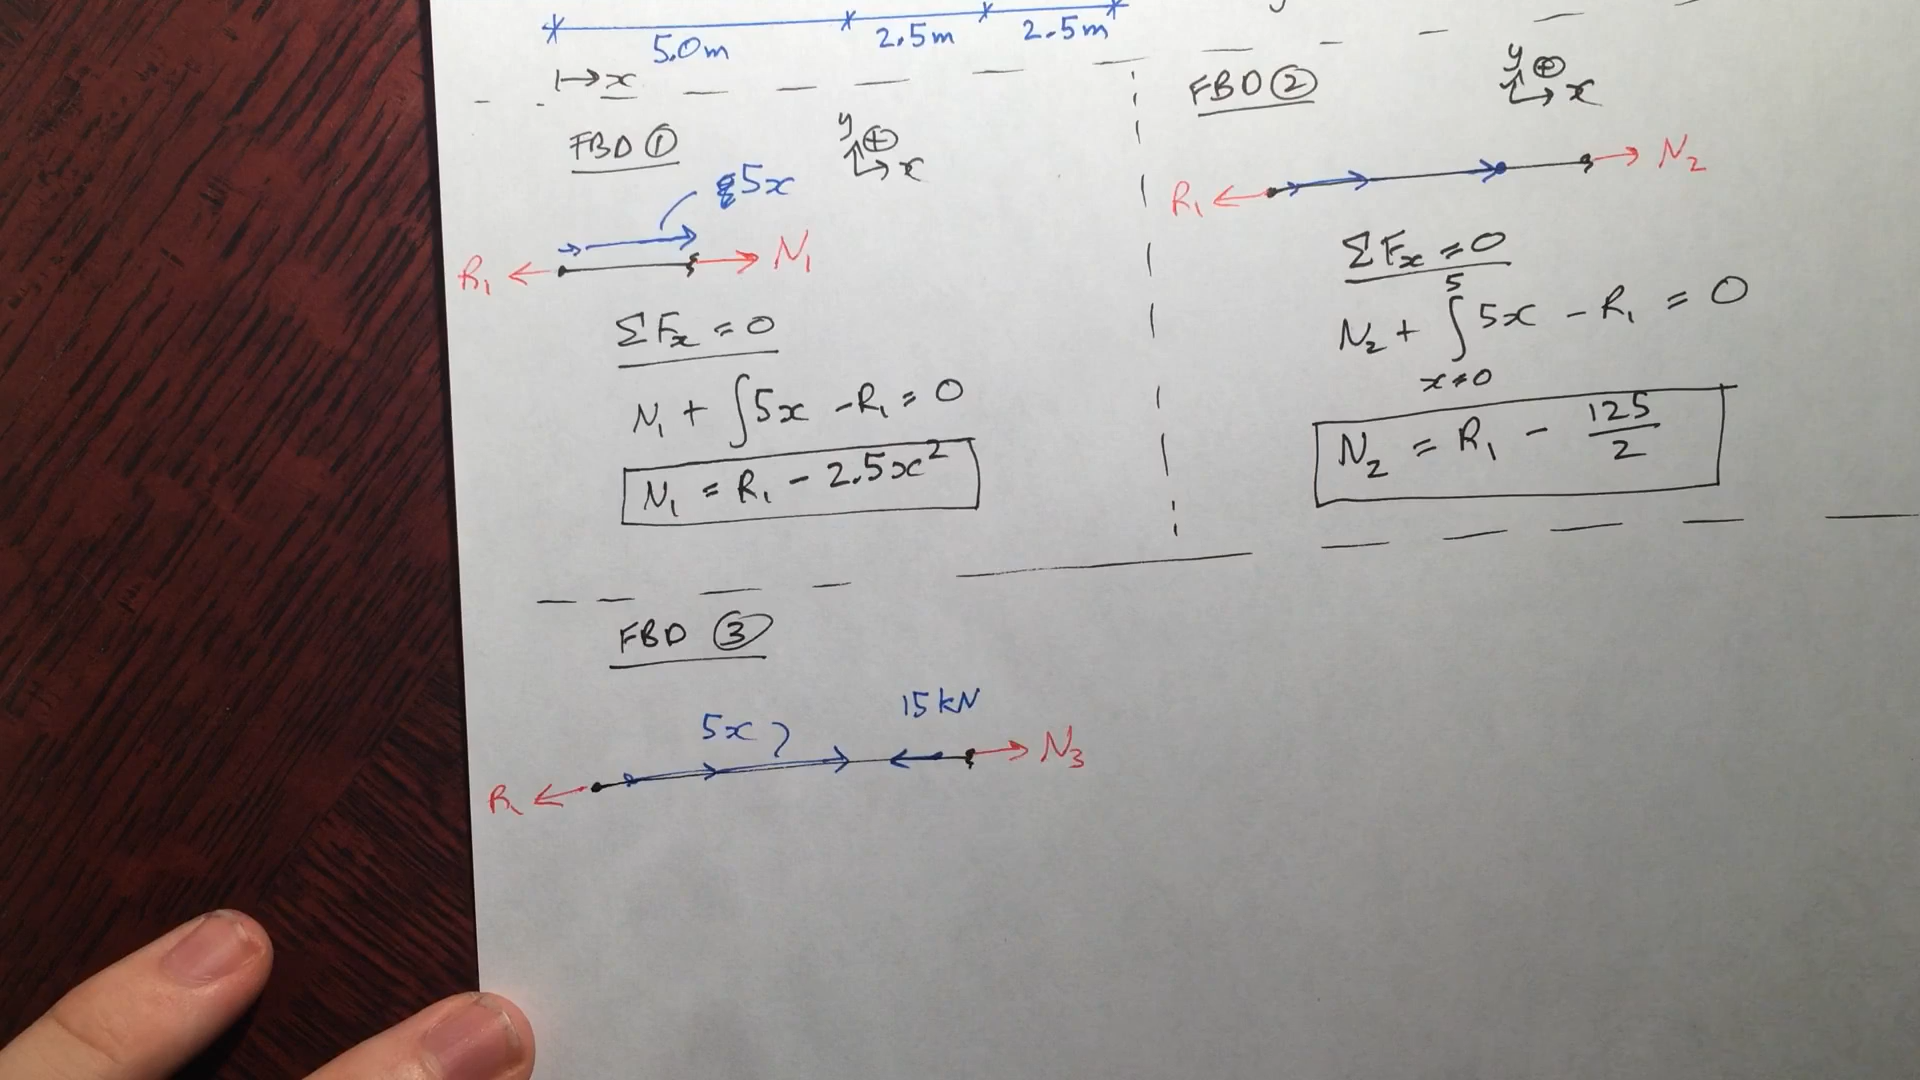 5.0m 2.5m 2.5m
↦ x
FBD ①
y ⊕ x
5x
R₁ N₁
ΣFₓ = 0
N₁ + ∫5x - R₁ = 0
N₁ = R₁ - 2.5x²
FBD ②
y ⊕ x
R₁ N₂
ΣFₓ = 0
5
N₂ + ∫ 5x - R₁ = 0
x=0
N₂ = R₁ - 125/2
FBD ③
5x 15 kN
R₁ N₃